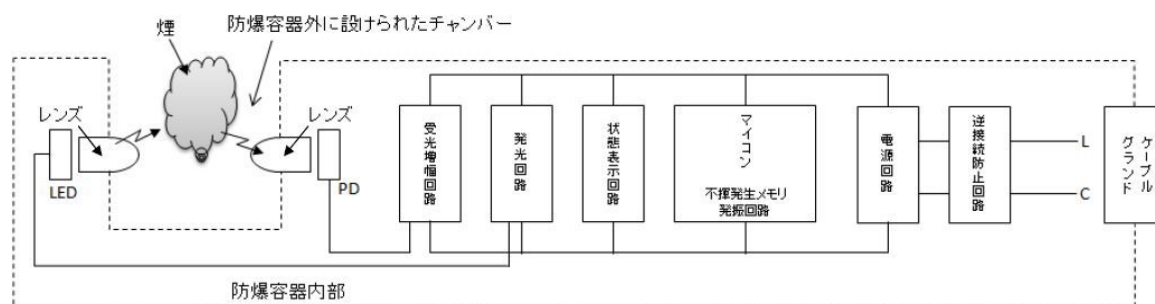 煙
防爆容器外に設けられたチャンバー
レンズ
レンズ
LED
PD
受光増幅回路
発光回路
状態表示回路
マイコン
不揮発生メモリ
発振回路
電源回路
逆接続防止回路
L
C
ケーブル
グランド
防爆容器内部